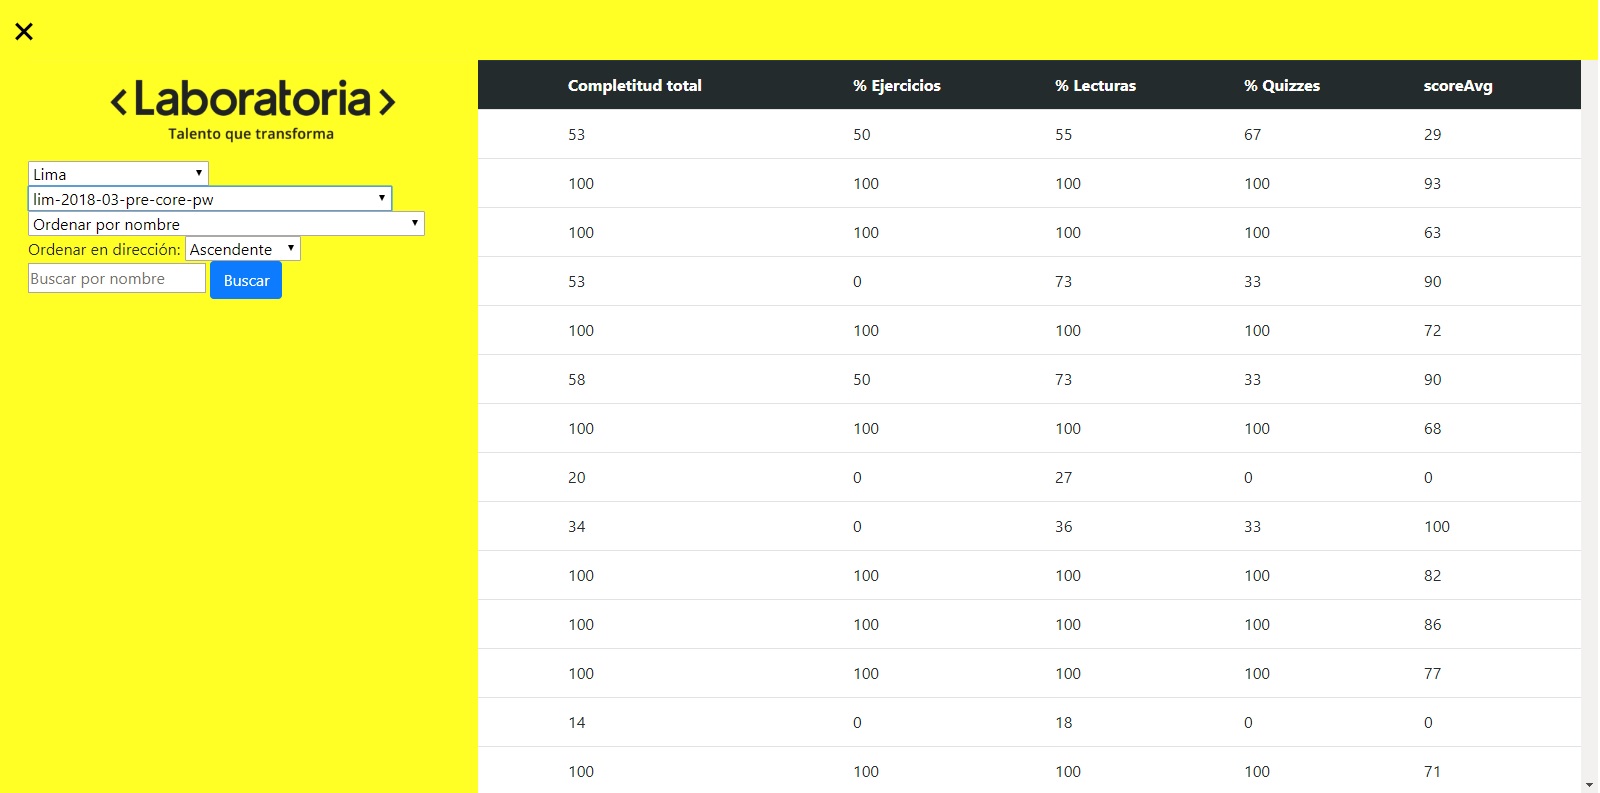 <Laboratoria>
Talento que transforma
Lima
lim-2018-03-pre-core-pw
Ordenar por nombre
Ordenar en dirección: Ascendente
Buscar por nombre Buscar
Completitud total % Ejercicios % Lecturas % Quizzes scoreAvg
53 50 55 67 29
100 100 100 100 93
100 100 100 100 63
53 0 73 33 90
100 100 100 100 72
58 50 73 33 90
100 100 100 100 68
20 0 27 0 0
34 0 36 33 100
100 100 100 100 82
100 100 100 100 86
100 100 100 100 77
14 0 18 0 0
100 100 100 100 71